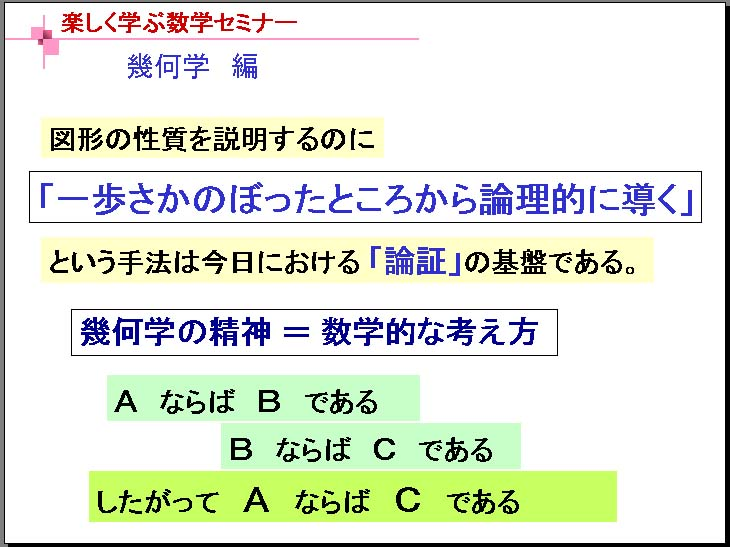 楽しく学ぶ数学セミナー
幾何学　編
図形の性質を説明するのに
「一歩さかのぼったところから論理的に導く」
という手法は今日における「論証」の基盤である。
幾何学の精神 ＝ 数学的な考え方
Ａ　ならば　Ｂ　である
Ｂ　ならば　Ｃ　である
したがって　Ａ　ならば　Ｃ　である